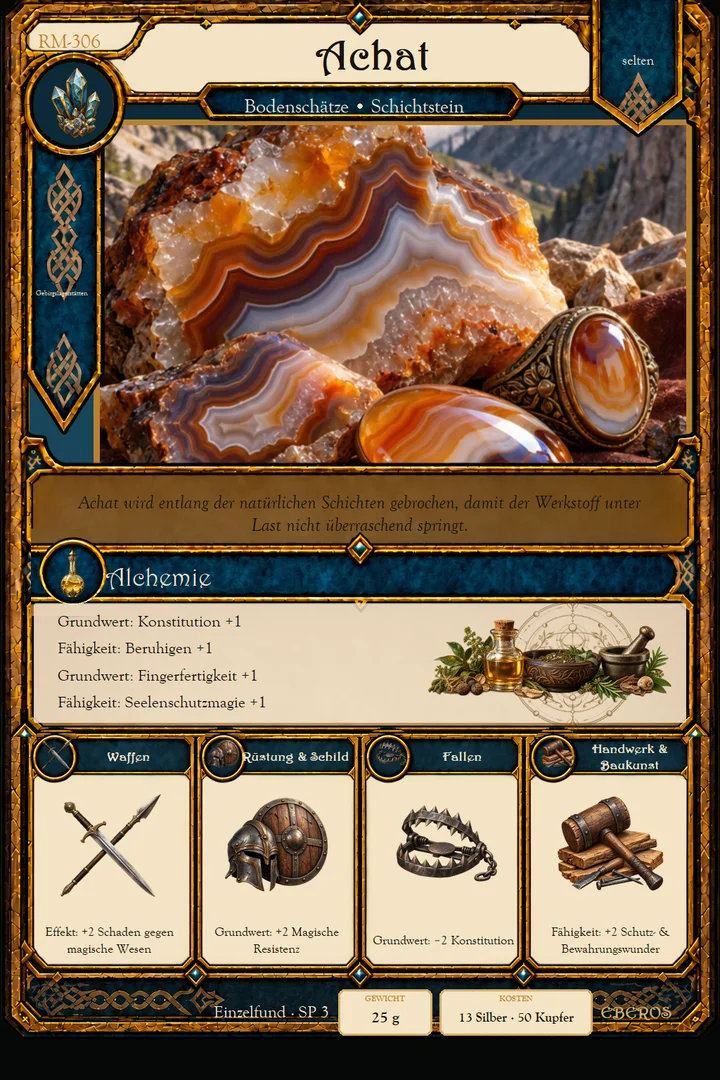 RM-306
Achat
selten
Bodenschätze • Schichtstein
Gebirgslagerstätten
Achat wird entlang der natürlichen Schichten gebrochen, damit der Werkstoff unter
Last nicht überraschend springt.
Alchemie
Grundwert: Konstitution +1
Fähigkeit: Beruhigen +1
Grundwert: Fingerfertigkeit +1
Fähigkeit: Seelenschutzmagie +1
Waffen
Effekt: +2 Schaden gegen
magische Wesen
Rüstung & Schild
Grundwert: +2 Magische
Resistenz
Fallen
Grundwert: −2 Konstitution
Handwerk &
Baukunst
Fähigkeit: +2 Schutz- &
Bewahrungswunder
Einzelfund · SP 3
GEWICHT
25 g
KOSTEN
13 Silber · 50 Kupfer
EBEROS